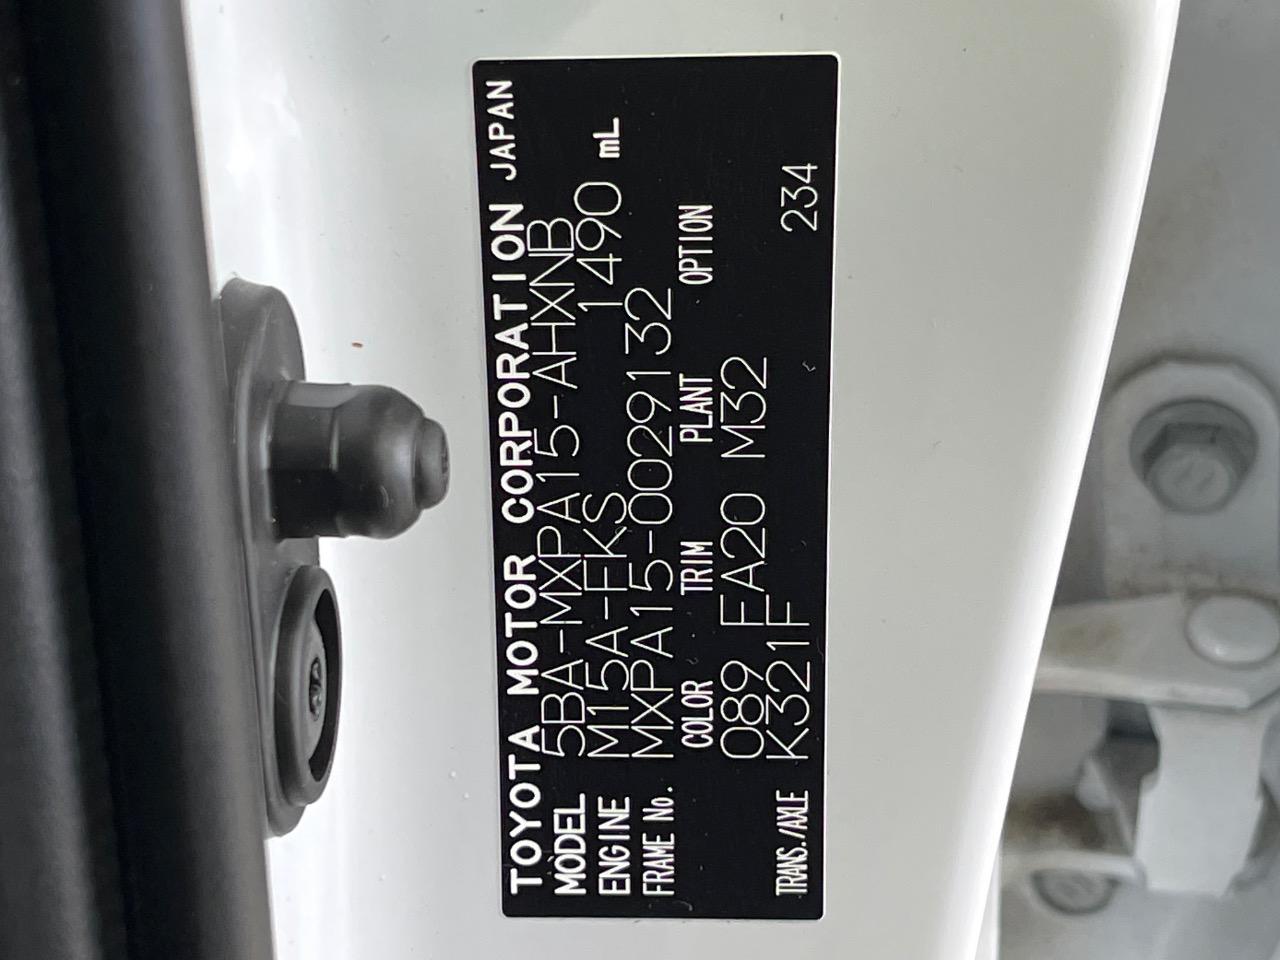 TOYOTA MOTOR CORPORATION JAPAN
MODEL 5BA-MXPA15-AHXNB
ENGINE M15A-FKS 1490 mL
FRAME No. MXPA15-0029132
COLOR TRIM PLANT OPTION
089 FA20 M32
TRANS./AXLE K321F 234